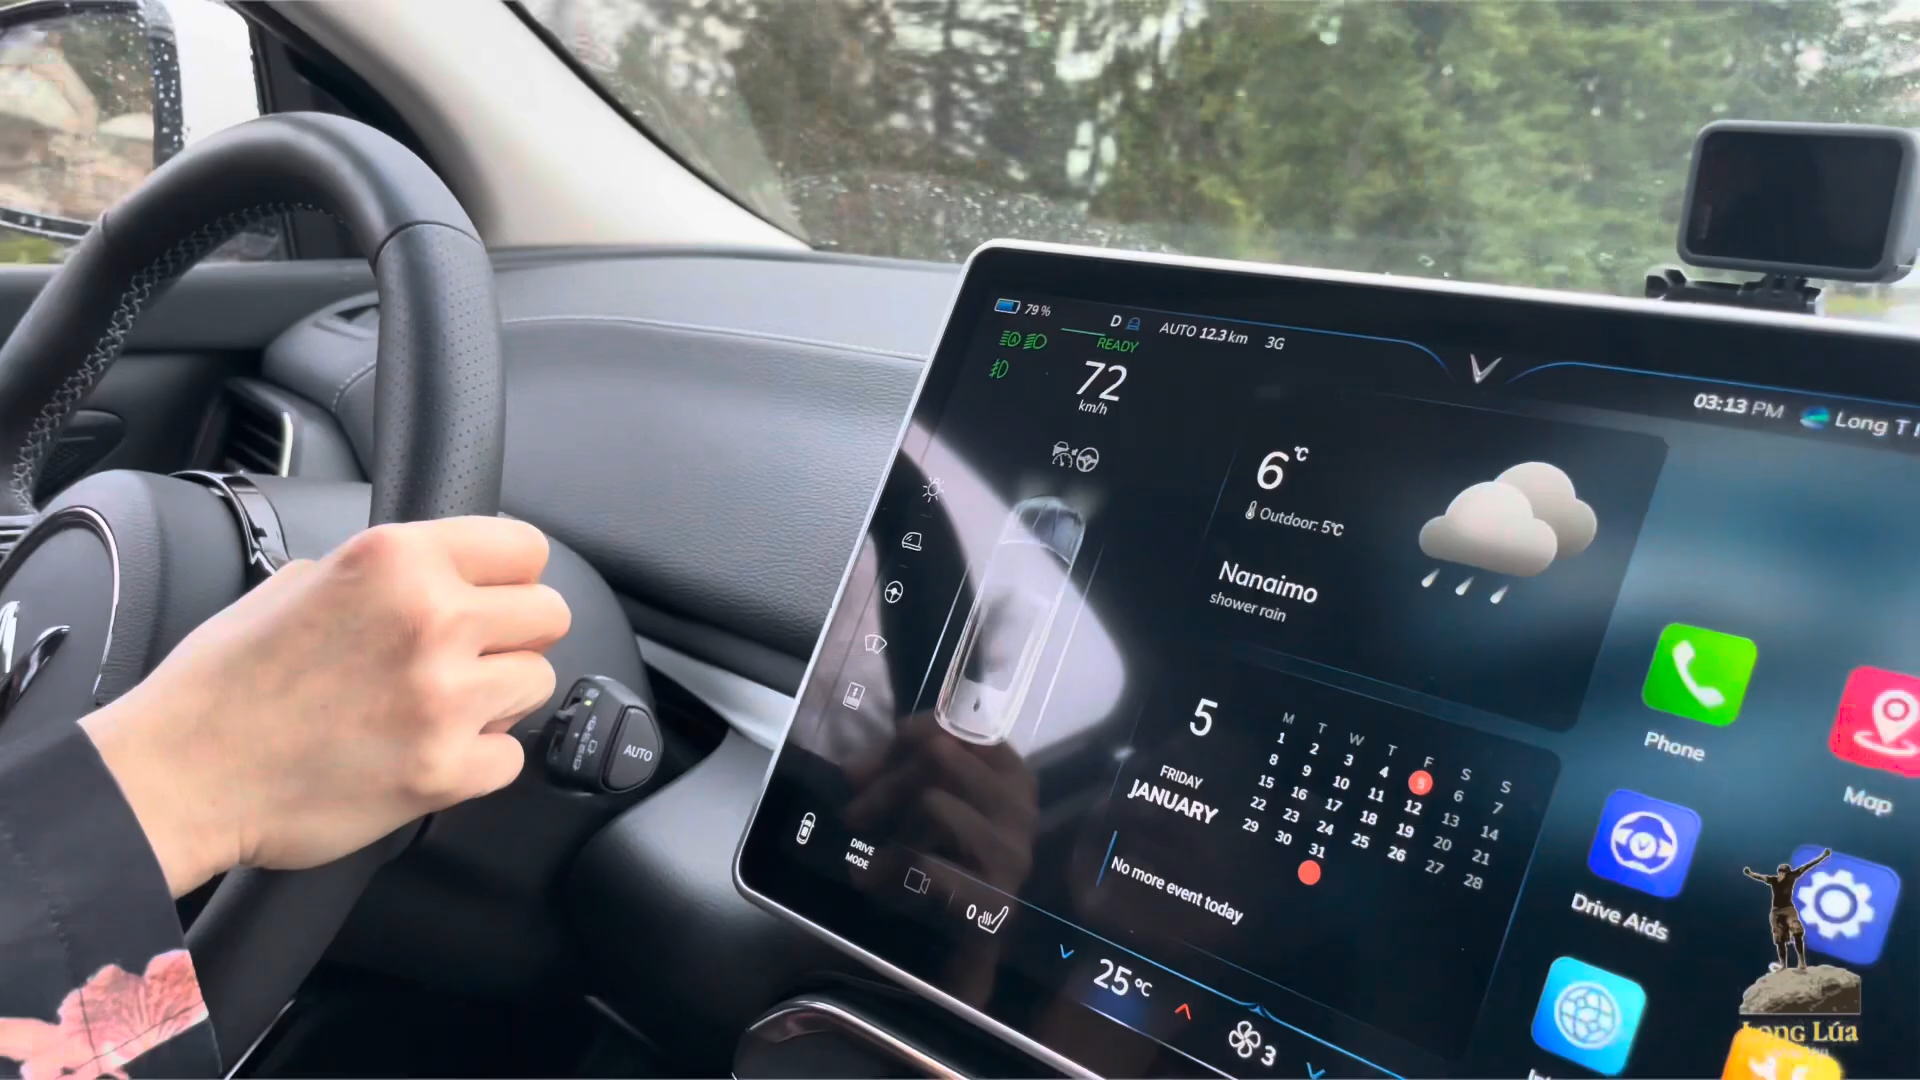 79%
D
AUTO 12.3 km
3G
READY
72
km/h
03:13 PM
Long T
6°C
Outdoor: 5°C
Nanaimo
shower rain
5
FRIDAY
JANUARY
No more event today
M T W T F S S
1 2 3 4 5 6 7
8 9 10 11 12 13 14
15 16 17 18 19 20 21
22 23 24 25 26 27 28
29 30 31
Phone
Map
Drive Aids
DRIVE
MODE
0
25°C
3
AUTO
Long Lúa